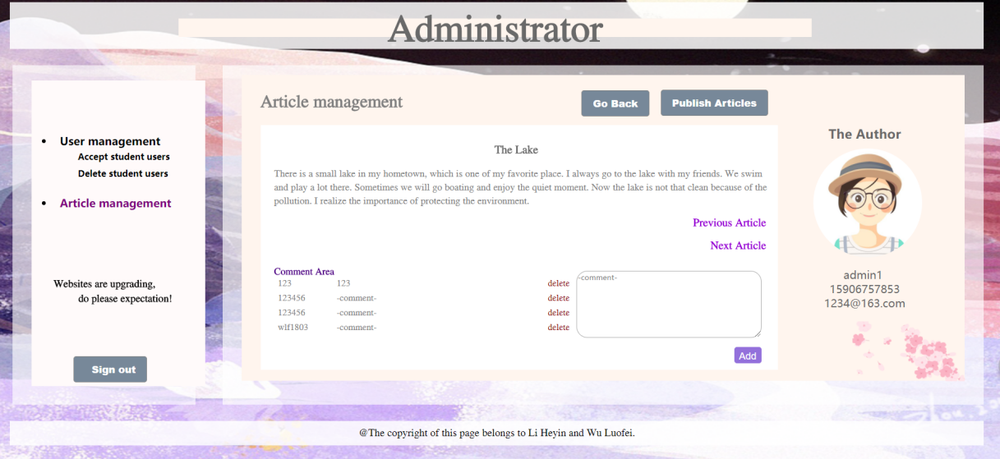 Administrator
User management
Accept student users
Delete student users
Article management
Websites are upgrading,
do please expectation!
Sign out
Article management
Go Back
Publish Articles
The Lake
There is a small lake in my hometown, which is one of my favorite place. I always go to the lake with my friends. We swim
and play a lot there. Sometimes we will go boating and enjoy the quiet moment. Now the lake is not that clean because of the
pollution. I realize the importance of protecting the environment.
Previous Article
Next Article
Comment Area
123 123 delete
123456 -comment- delete
123456 -comment- delete
wlf1803 -comment- delete
-comment-
Add
The Author
admin1
15906757853
1234@163.com
@The copyright of this page belongs to Li Heyin and Wu Luofei.